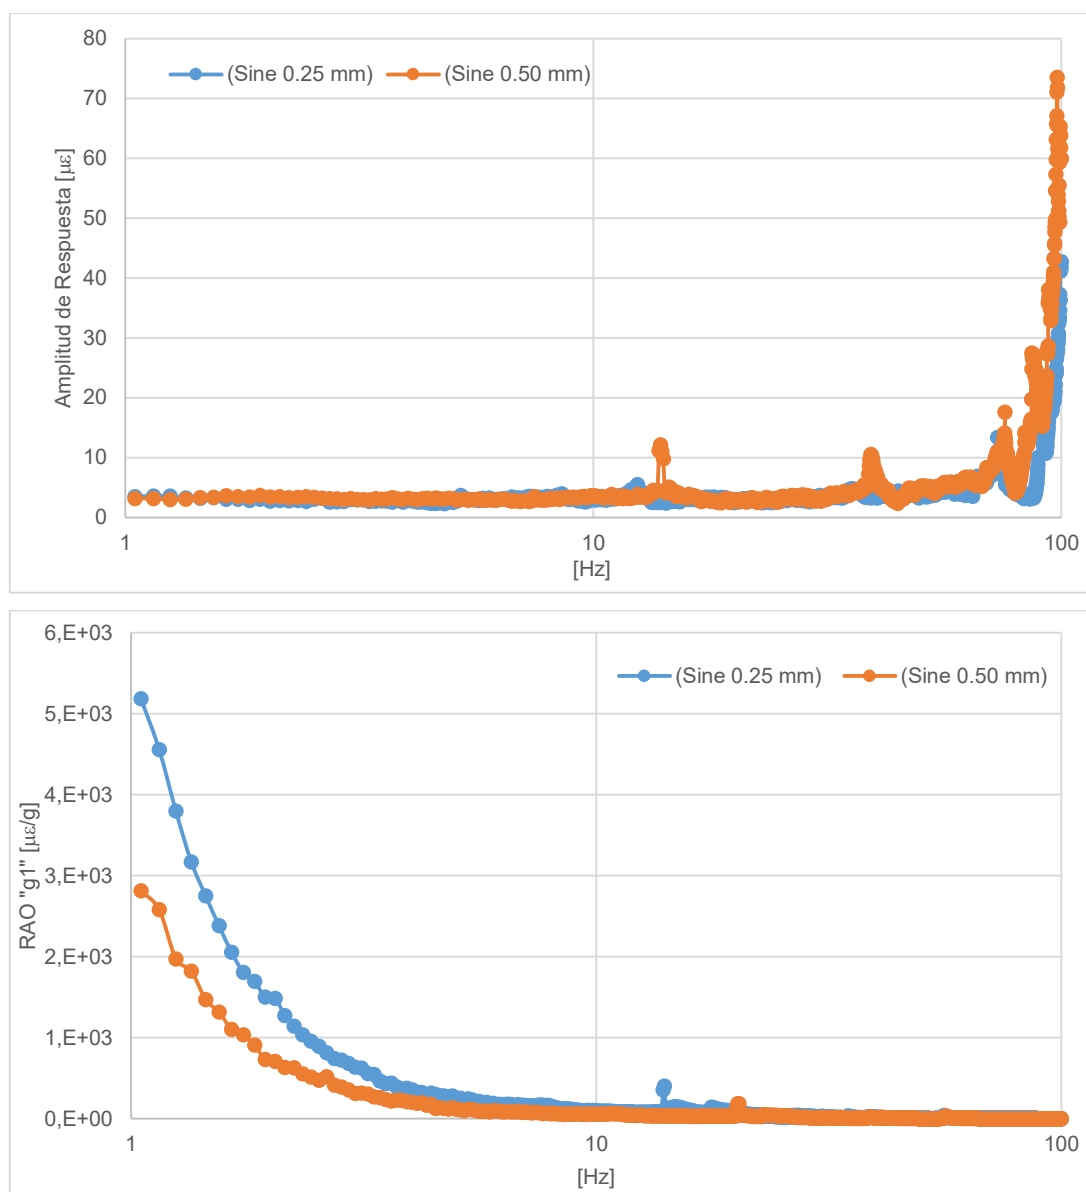 80
70
60
50
40
30
20
10
0
Amplitud de Respuesta [με]
(Sine 0.25 mm) (Sine 0.50 mm)
1 10 100
[Hz]
6,E+03
5,E+03
4,E+03
3,E+03
2,E+03
1,E+03
0,E+00
RAO "g1" [με/g]
(Sine 0.25 mm) (Sine 0.50 mm)
1 10 100
[Hz]